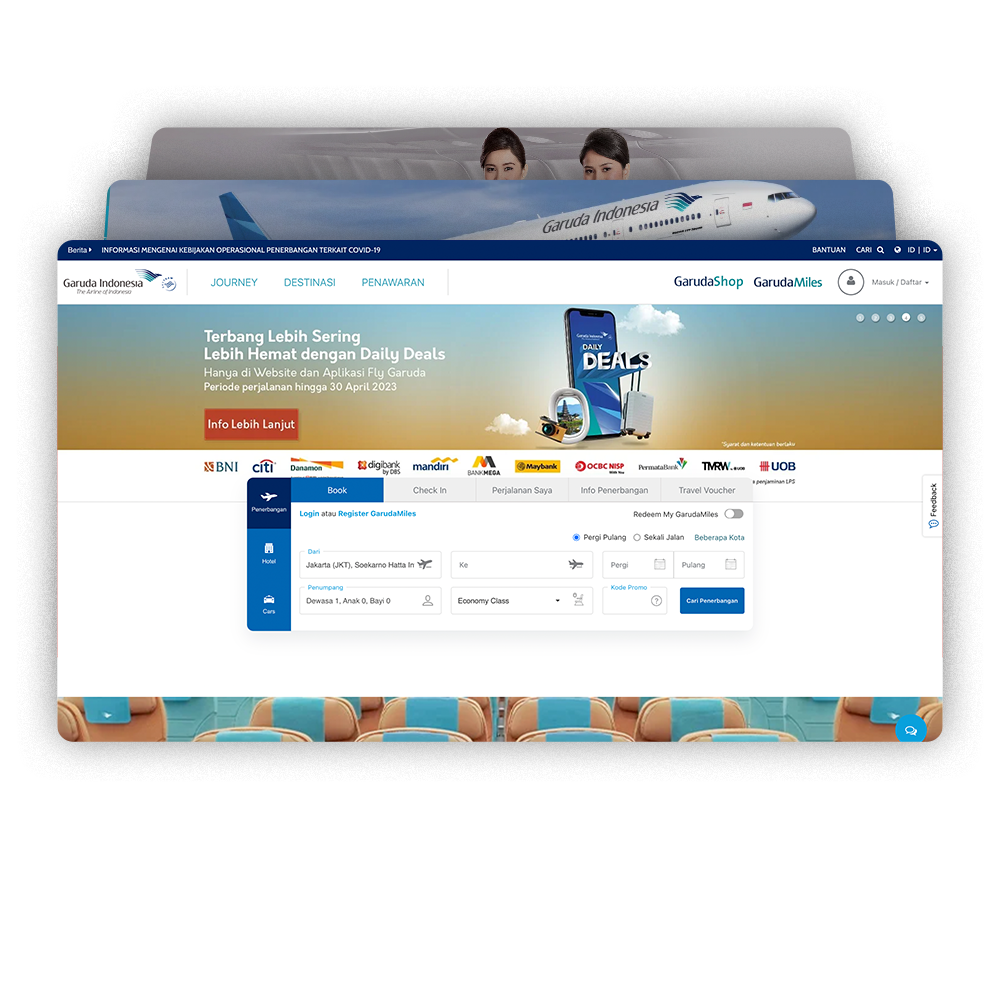 Garuda Indonesia
Berita
INFORMASI MENGENAI KEBIJAKAN OPERASIONAL PENERBANGAN TERKAIT COVID-19
BANTUAN
CARI
ID | ID
Garuda Indonesia
The Airline of Indonesia
JOURNEY
DESTINASI
PENAWARAN
GarudaShop
GarudaMiles
Masuk / Daftar
Terbang Lebih Sering
Lebih Hemat dengan Daily Deals
Hanya di Website dan Aplikasi Fly Garuda
Periode perjalanan hingga 30 April 2023
Info Lebih Lanjut
Garuda Indonesia
DAILY
DEALS
*Syarat dan ketentuan berlaku
BNI
citi
Danamon
digibank
by DBS
mandiri
BANK MEGA
Maybank
OCBC NISP
With You
PermataBank
TMRW
UOB
penjaminan LPS
Feedback
Penerbangan
Hotel
Cars
Book
Check In
Perjalanan Saya
Info Penerbangan
Travel Voucher
Login atau Register GarudaMiles
Redeem My GarudaMiles
Pergi Pulang
Sekali Jalan
Beberapa Kota
Dari
Jakarta (JKT), Soekarno Hatta In
Ke
Pergi
Pulang
Penumpang
Dewasa 1, Anak 0, Bayi 0
Economy Class
Kode Promo
Cari Penerbangan